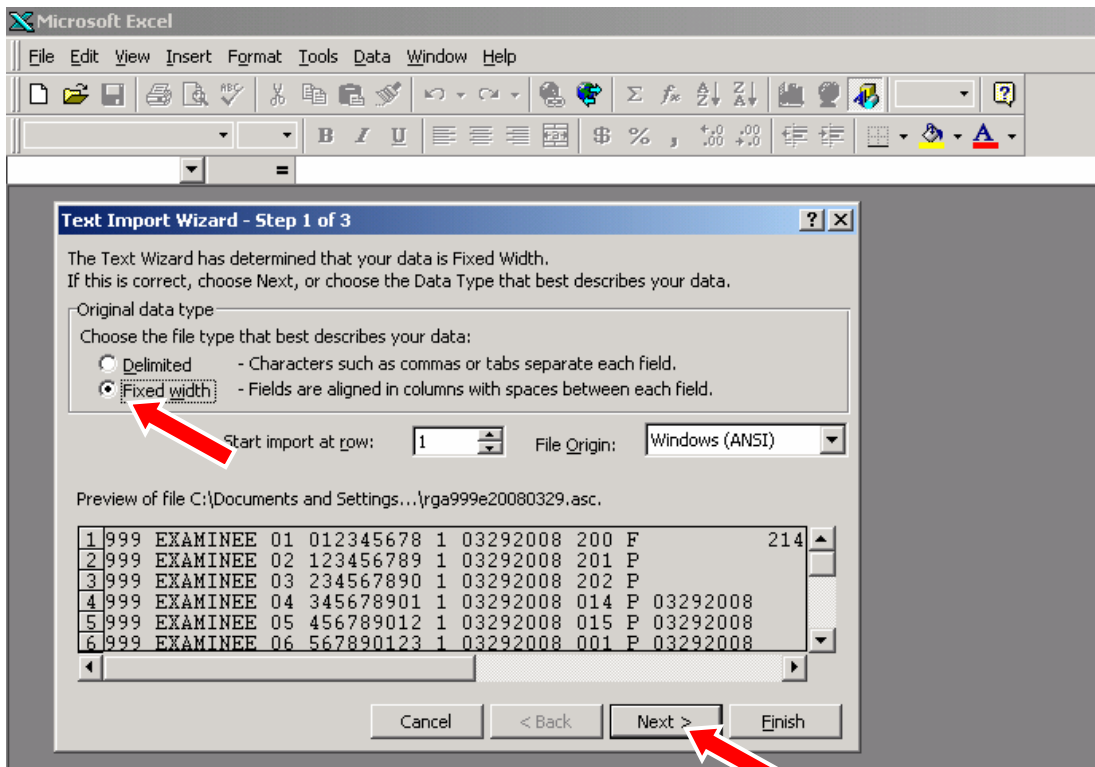 Microsoft Excel
File Edit View Insert Format Tools Data Window Help
B I U $ % , .00 .00 A
=
Text Import Wizard - Step 1 of 3
The Text Wizard has determined that your data is Fixed Width.
If this is correct, choose Next, or choose the Data Type that best describes your data.
Original data type
Choose the file type that best describes your data:
Delimited - Characters such as commas or tabs separate each field.
Fixed width - Fields are aligned in columns with spaces between each field.
Start import at row: 1 File Origin: Windows (ANSI)
Preview of file C:\Documents and Settings...\rga999e20080329.asc.
1 999 EXAMINEE 01 012345678 1 03292008 200 F 214
2 999 EXAMINEE 02 123456789 1 03292008 201 P
3 999 EXAMINEE 03 234567890 1 03292008 202 P
4 999 EXAMINEE 04 345678901 1 03292008 014 P 03292008
5 999 EXAMINEE 05 456789012 1 03292008 015 P 03292008
6 999 EXAMINEE 06 567890123 1 03292008 001 P 03292008
Cancel < Back Next > Finish